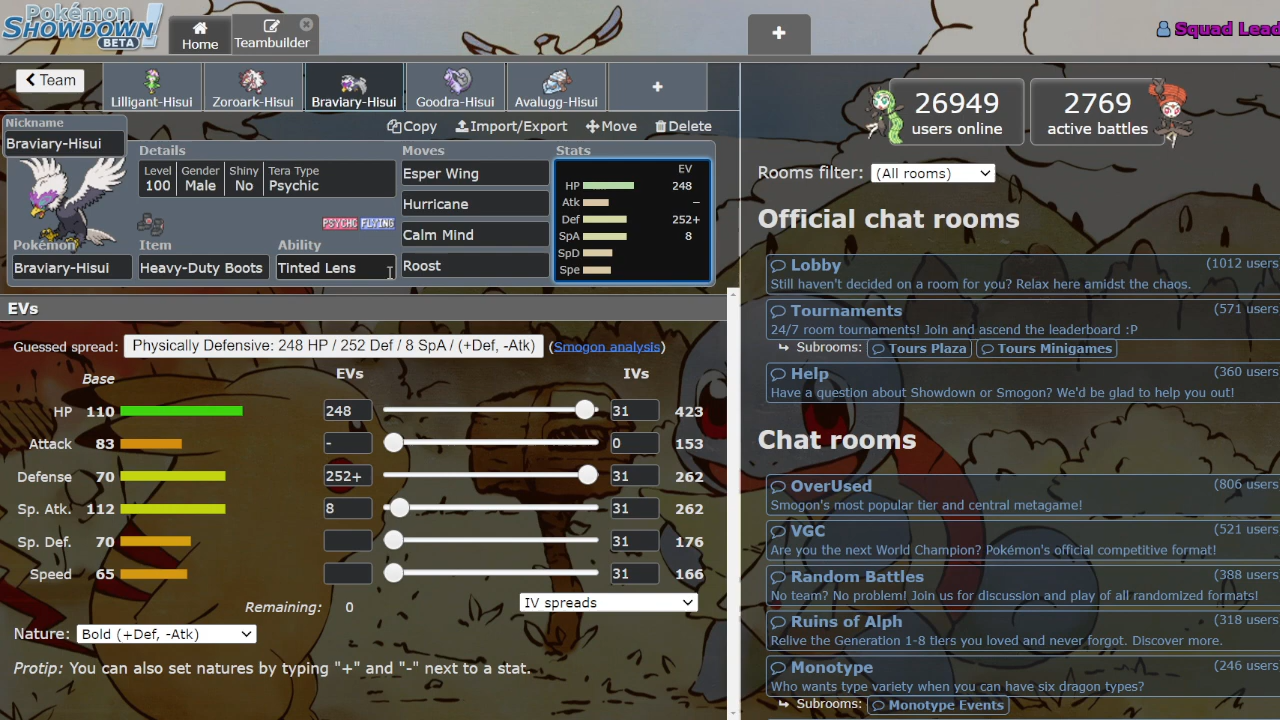 Pokémon
SHOWDOWN!
BETA
Home
Teambuilder
+
Squad Lead
Team
Lilligant-Hisui
Zoroark-Hisui
Braviary-Hisui
Goodra-Hisui
Avalugg-Hisui
+
Nickname
Braviary-Hisui
Copy
Import/Export
Move
Delete
Details
Level
100
Gender
Male
Shiny
No
Tera Type
Psychic
PSYCHC FLYING
Pokémon
Braviary-Hisui
Item
Heavy-Duty Boots
Ability
Tinted Lens
Moves
Esper Wing
Hurricane
Calm Mind
Roost
Stats
EV
HP 248
Atk –
Def 252+
SpA 8
SpD
Spe
EVs
Guessed spread: Physically Defensive: 248 HP / 252 Def / 8 SpA / (+Def, -Atk) (Smogon analysis)
Base EVs IVs
HP 110 248 31 423
Attack 83 - 0 153
Defense 70 252+ 31 262
Sp. Atk. 112 8 31 262
Sp. Def. 70 31 176
Speed 65 31 166
Remaining: 0
IV spreads
Nature: Bold (+Def, -Atk)
Protip: You can also set natures by typing "+" and "-" next to a stat.
26949
users online
2769
active battles
Rooms filter: (All rooms)
Official chat rooms
Lobby (1012 users
Still haven't decided on a room for you? Relax here amidst the chaos.
Tournaments (571 users
24/7 room tournaments! Join and ascend the leaderboard :P
Subrooms: Tours Plaza Tours Minigames
Help (360 users
Have a question about Showdown or Smogon? We'd be glad to help you out!
Chat rooms
OverUsed (806 users
Smogon's most popular tier and central metagame!
VGC (521 users
Are you the next World Champion? Pokémon's official competitive format!
Random Battles (388 users
No team? No problem! Join us for discussion and play of all randomized formats!
Ruins of Alph (318 users
Relive the Generation 1-8 tiers you loved and never forgot. Discover more.
Monotype (246 users
Who wants type variety when you can have six dragon types?
Subrooms: Monotype Events